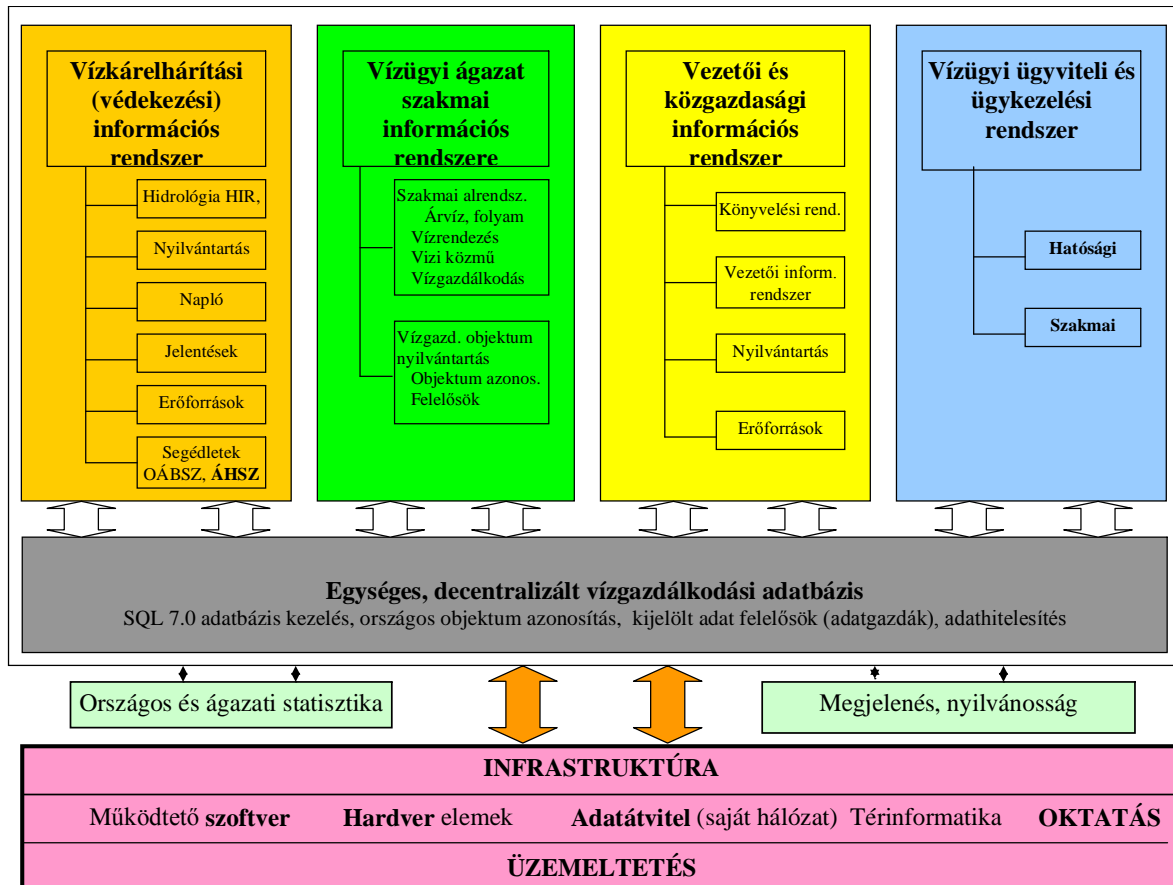 Vízkárelhárítási
(védekezési)
információs
rendszer
Hidrológia HIR,
Nyilvántartás
Napló
Jelentések
Erőforrások
Segédletek
OÁBSZ, ÁHSZ
Vízügyi ágazat
szakmai
információs
rendszere
Szakmai alrendsz.
Árvíz, folyam
Vízrendezés
Vizi közmű
Vízgazdálkodás
Vízgazd. objektum
nyilvántartás
Objektum azonos.
Felelősök
Vezetői és
közgazdasági
információs
rendszer
Könyvelési rend.
Vezetői inform.
rendszer
Nyilvántartás
Erőforrások
Vízügyi ügyviteli és
ügykezelési
rendszer
Hatósági
Szakmai
Egységes, decentralizált vízgazdálkodási adatbázis
SQL 7.0 adatbázis kezelés, országos objektum azonosítás, kijelölt adat felelősök (adatgazdák), adathitelesítés
Országos és ágazati statisztika
Megjelenés, nyilvánosság
INFRASTRUKTÚRA
Működtető szoftver Hardver elemek Adatátvitel (saját hálózat) Térinformatika OKTATÁS
ÜZEMELTETÉS